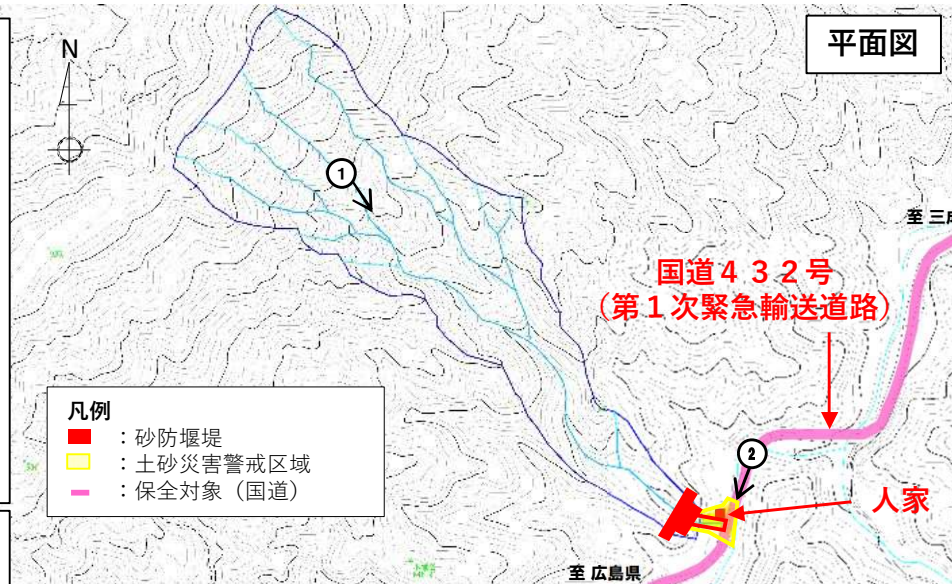 平面図
N
①
至 三成
国道432号
(第1次緊急輸送道路)
凡例
:砂防堰堤
:土砂災害警戒区域
:保全対象(国道)
②
人家
至 広島県